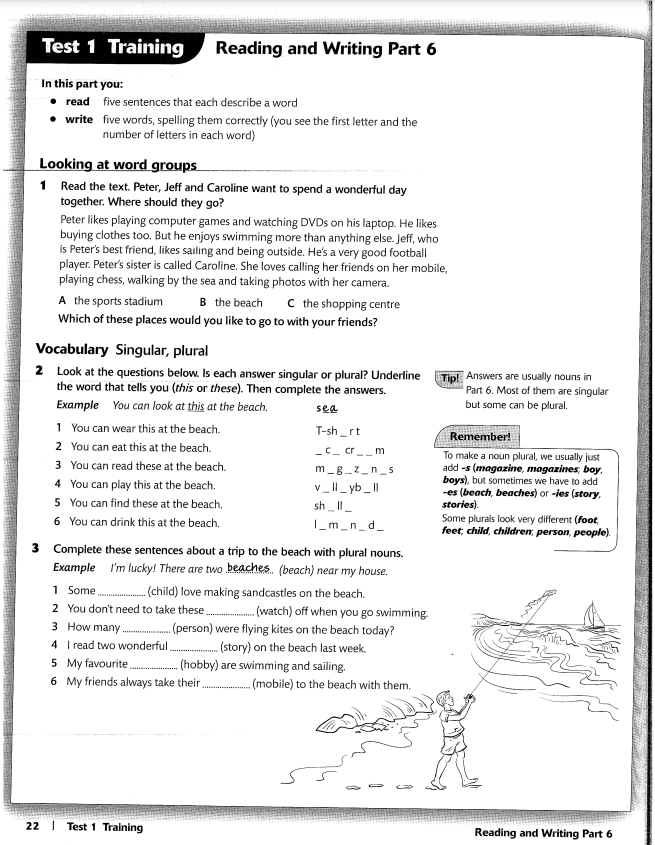 Test 1 Training Reading and Writing Part 6
In this part you:
• read five sentences that each describe a word
• write five words, spelling them correctly (you see the first letter and the
number of letters in each word)
Looking at word groups
1 Read the text. Peter, Jeff and Caroline want to spend a wonderful day
together. Where should they go?
Peter likes playing computer games and watching DVDs on his laptop. He likes
buying clothes too. But he enjoys swimming more than anything else. Jeff, who
is Peter's best friend, likes sailing and being outside. He's a very good football
player. Peter's sister is called Caroline. She loves calling her friends on her mobile,
playing chess, walking by the sea and taking photos with her camera.
A the sports stadium B the beach C the shopping centre
Which of these places would you like to go to with your friends?
Vocabulary Singular, plural
2 Look at the questions below. Is each answer singular or plural? Underline
the word that tells you (this or these). Then complete the answers.
Example You can look at this at the beach. sea
1 You can wear this at the beach. T-sh_rt
2 You can eat this at the beach. _c_ cr__m
3 You can read these at the beach. m_g_z_n_s
4 You can play this at the beach. v_ll_yb_ll
5 You can find these at the beach. sh_ll_
6 You can drink this at the beach. l_m_n_d_
Tip! Answers are usually nouns in
Part 6. Most of them are singular
but some can be plural.
Remember!
To make a noun plural, we usually just
add -s (magazine, magazines; boy,
boys), but sometimes we have to add
-es (beach, beaches) or -ies (story,
stories).
Some plurals look very different (foot,
feet; child, children; person, people).
3 Complete these sentences about a trip to the beach with plural nouns.
Example I'm lucky! There are two beaches (beach) near my house.
1 Some .................... (child) love making sandcastles on the beach.
2 You don't need to take these .................... (watch) off when you go swimming.
3 How many .................... (person) were flying kites on the beach today?
4 I read two wonderful .................... (story) on the beach last week.
5 My favourite .................... (hobby) are swimming and sailing.
6 My friends always take their .................... (mobile) to the beach with them.
22 | Test 1 Training Reading and Writing Part 6